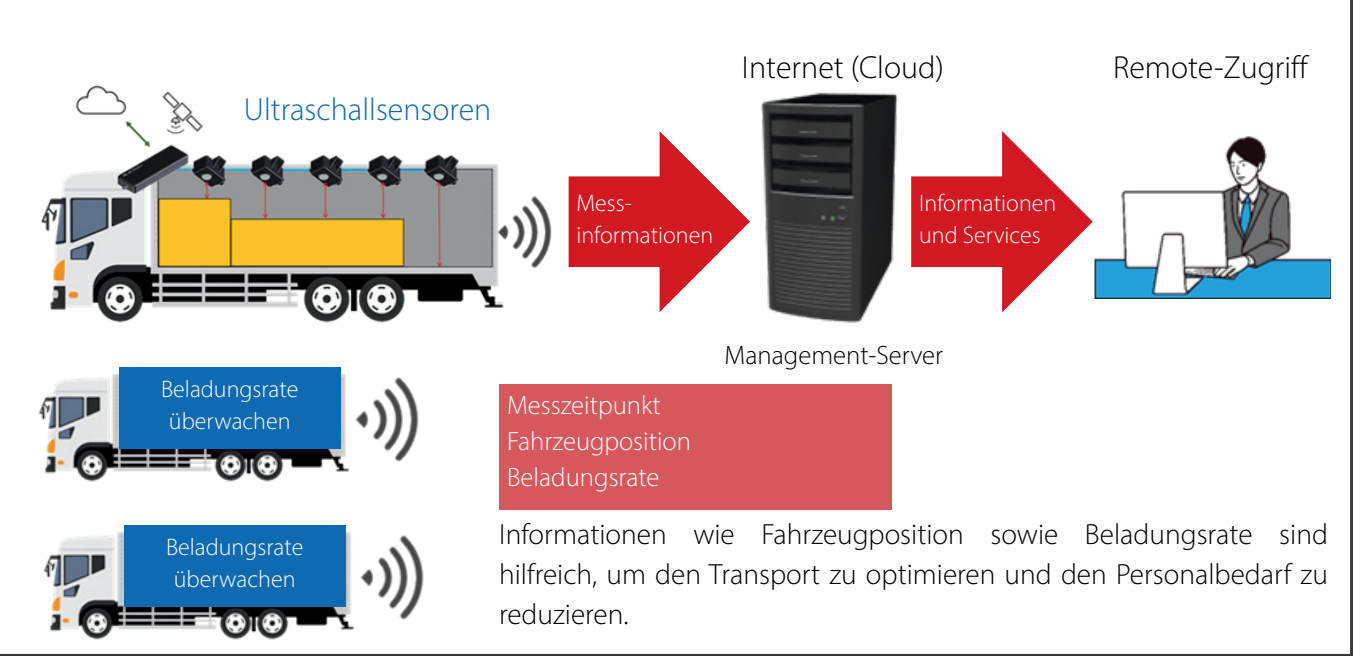 Internet (Cloud)
Remote-Zugriff
Ultraschallsensoren
Mess-
informationen
Informationen
und Services
Management-Server
Beladungsrate
überwachen
Messzeitpunkt
Fahrzeugposition
Beladungsrate
Beladungsrate
überwachen
Informationen wie Fahrzeugposition sowie Beladungsrate sind
hilfreich, um den Transport zu optimieren und den Personalbedarf zu
reduzieren.